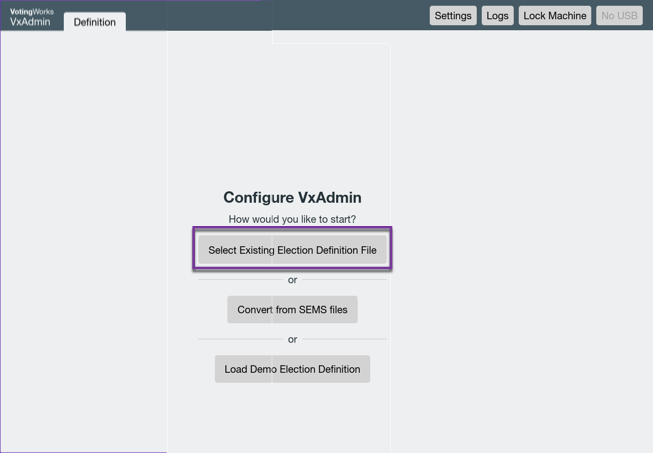 VotingWorks
VxAdmin
Definition
Settings
Logs
Lock Machine
No USB
Configure VxAdmin
How would you like to start?
Select Existing Election Definition File
or
Convert from SEMS files
or
Load Demo Election Definition